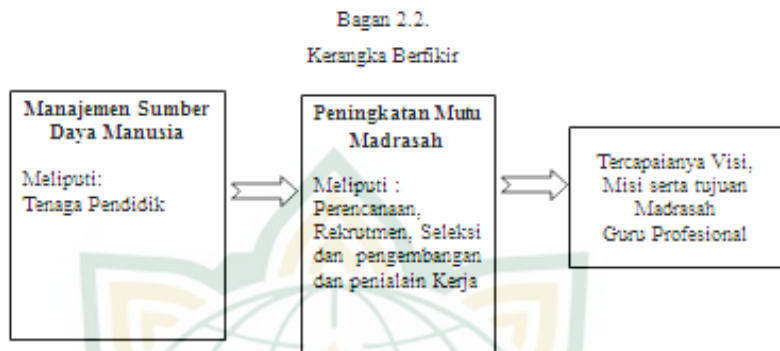 Bagan 2.2.
Kerangka Berfikir
Manajemen Sumber
Daya Manusia
Meliputi:
Tenaga Pendidik
Peningkatan Mutu
Madrasah
Meliputi :
Perencanaan,
Rekrutmen, Seleksi
dan pengembangan
dan penialain Kerja
Tercapainya Visi,
Misi serta tujuan
Madrasah
Guru Profesional